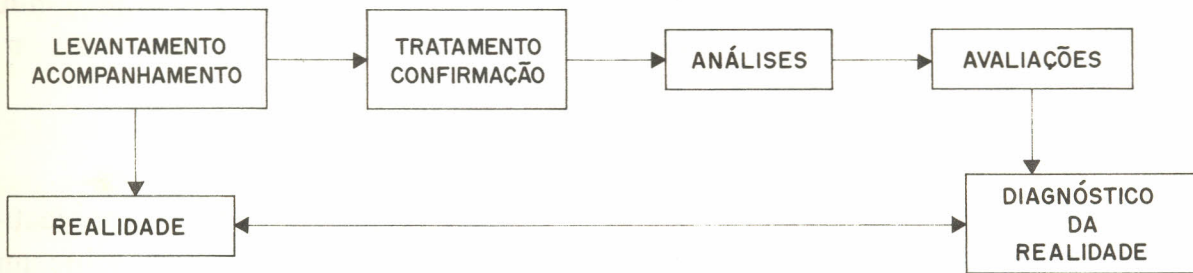 LEVANTAMENTO
ACOMPANHAMENTO
TRATAMENTO
CONFIRMAÇÃO
ANÁLISES
AVALIAÇÕES
REALIDADE
DIAGNÓSTICO
DA
REALIDADE